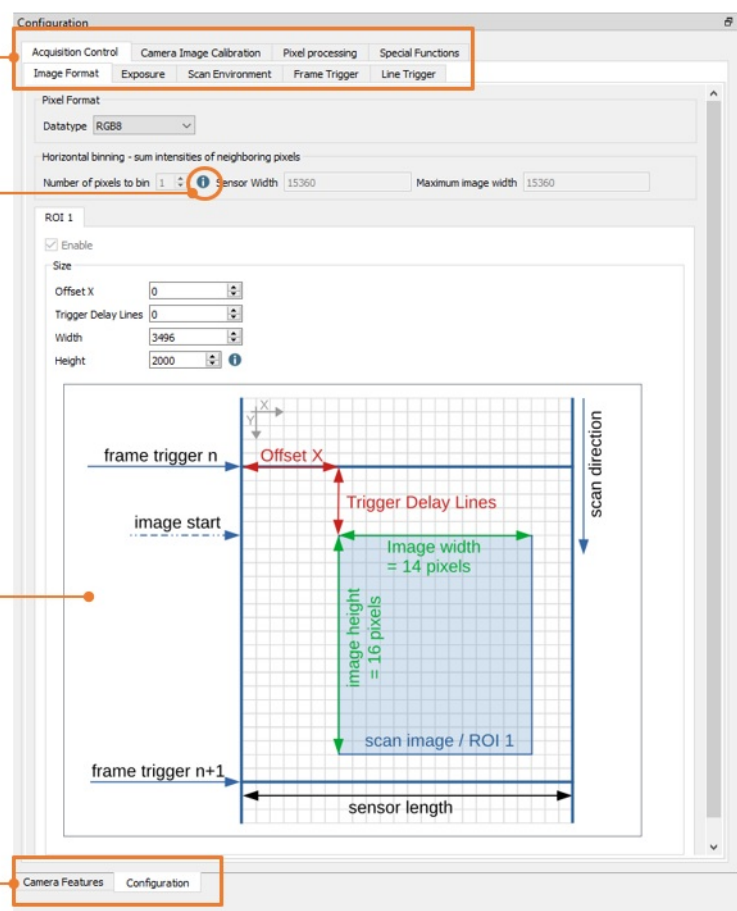 Configuration
Acquisition Control Camera Image Calibration Pixel processing Special Functions
Image Format Exposure Scan Environment Frame Trigger Line Trigger
Pixel Format
Datatype RGB8
Horizontal binning - sum intensities of neighboring pixels
Number of pixels to bin 1 Sensor Width 15360 Maximum image width 15360
ROI 1
Enable
Size
Offset X 0
Trigger Delay Lines 0
Width 3496
Height 2000
X
Y
frame trigger n
Offset X
scan direction
Trigger Delay Lines
image start
Image width
= 14 pixels
image height
= 16 pixels
scan image / ROI 1
frame trigger n+1
sensor length
Camera Features Configuration